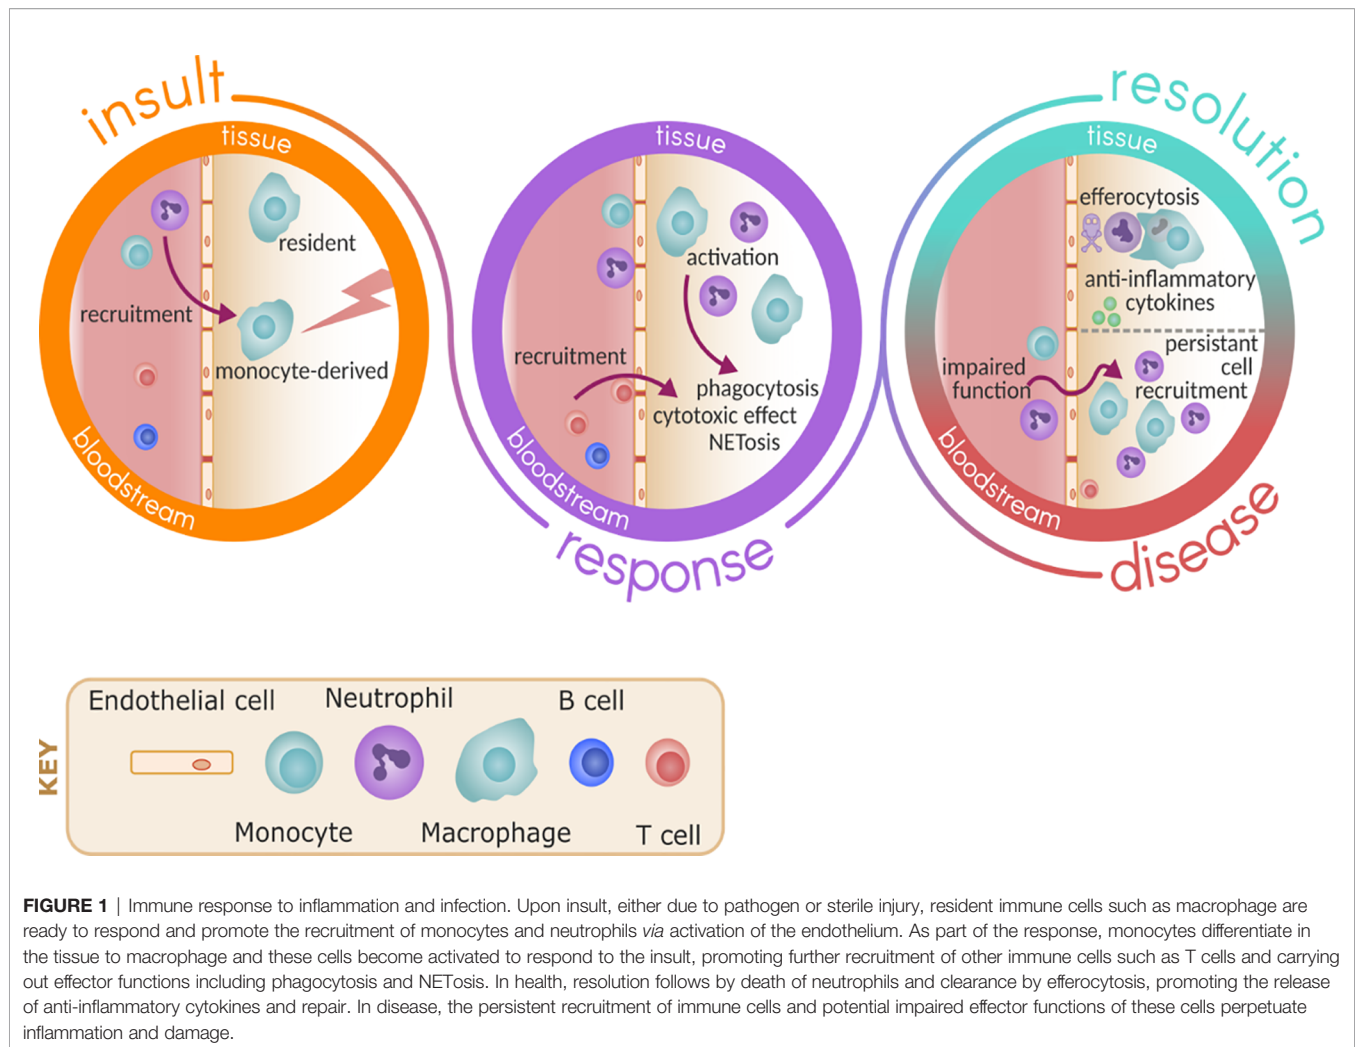 insult
tissue
resident
recruitment
monocyte-derived
bloodstream
tissue
activation
recruitment
phagocytosis
cytotoxic effect
NETosis
bloodstream
response
resolution
tissue
efferocytosis
anti-inflammatory
cytokines
persistant
cell
recruitment
impaired
function
bloodstream
disease
KEY
Endothelial cell
Neutrophil
B cell
Monocyte
Macrophage
T cell
FIGURE 1 | Immune response to inflammation and infection. Upon insult, either due to pathogen or sterile injury, resident immune cells such as macrophage are
ready to respond and promote the recruitment of monocytes and neutrophils via activation of the endothelium. As part of the response, monocytes differentiate in
the tissue to macrophage and these cells become activated to respond to the insult, promoting further recruitment of other immune cells such as T cells and carrying
out effector functions including phagocytosis and NETosis. In health, resolution follows by death of neutrophils and clearance by efferocytosis, promoting the release
of anti-inflammatory cytokines and repair. In disease, the persistent recruitment of immune cells and potential impaired effector functions of these cells perpetuate
inflammation and damage.